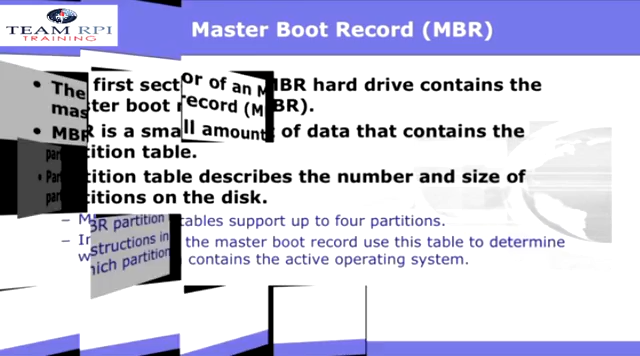 TEAM RPI
TRAINING
Master Boot Record (MBR)
• The first sector of an MBR hard drive contains the
master boot record (MBR).
• MBR is a small amount of data that contains the
partition table.
• Partition table describes the number and size of
partitions on the disk.
– MBR partition tables support up to four partitions.
– Instructions in the master boot record use this table to determine
which partition contains the active operating system.